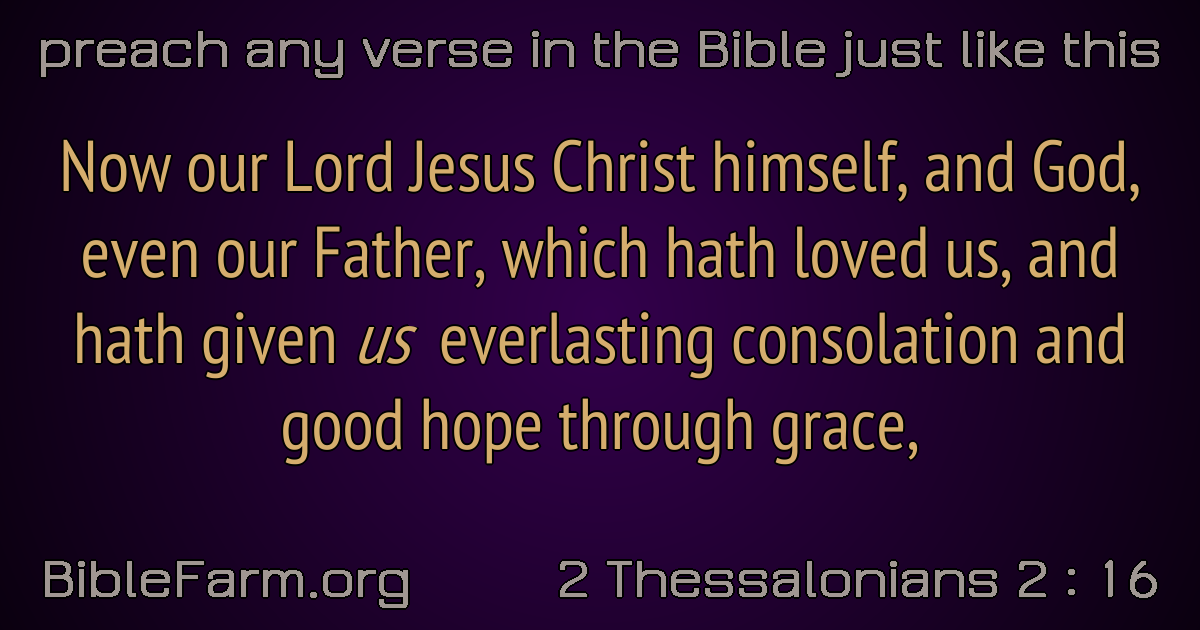 preach any verse in the Bible just like this
Now our Lord Jesus Christ himself, and God,
even our Father, which hath loved us, and
hath given us everlasting consolation and
good hope through grace,
BibleFarm.org
2 Thessalonians 2 : 16